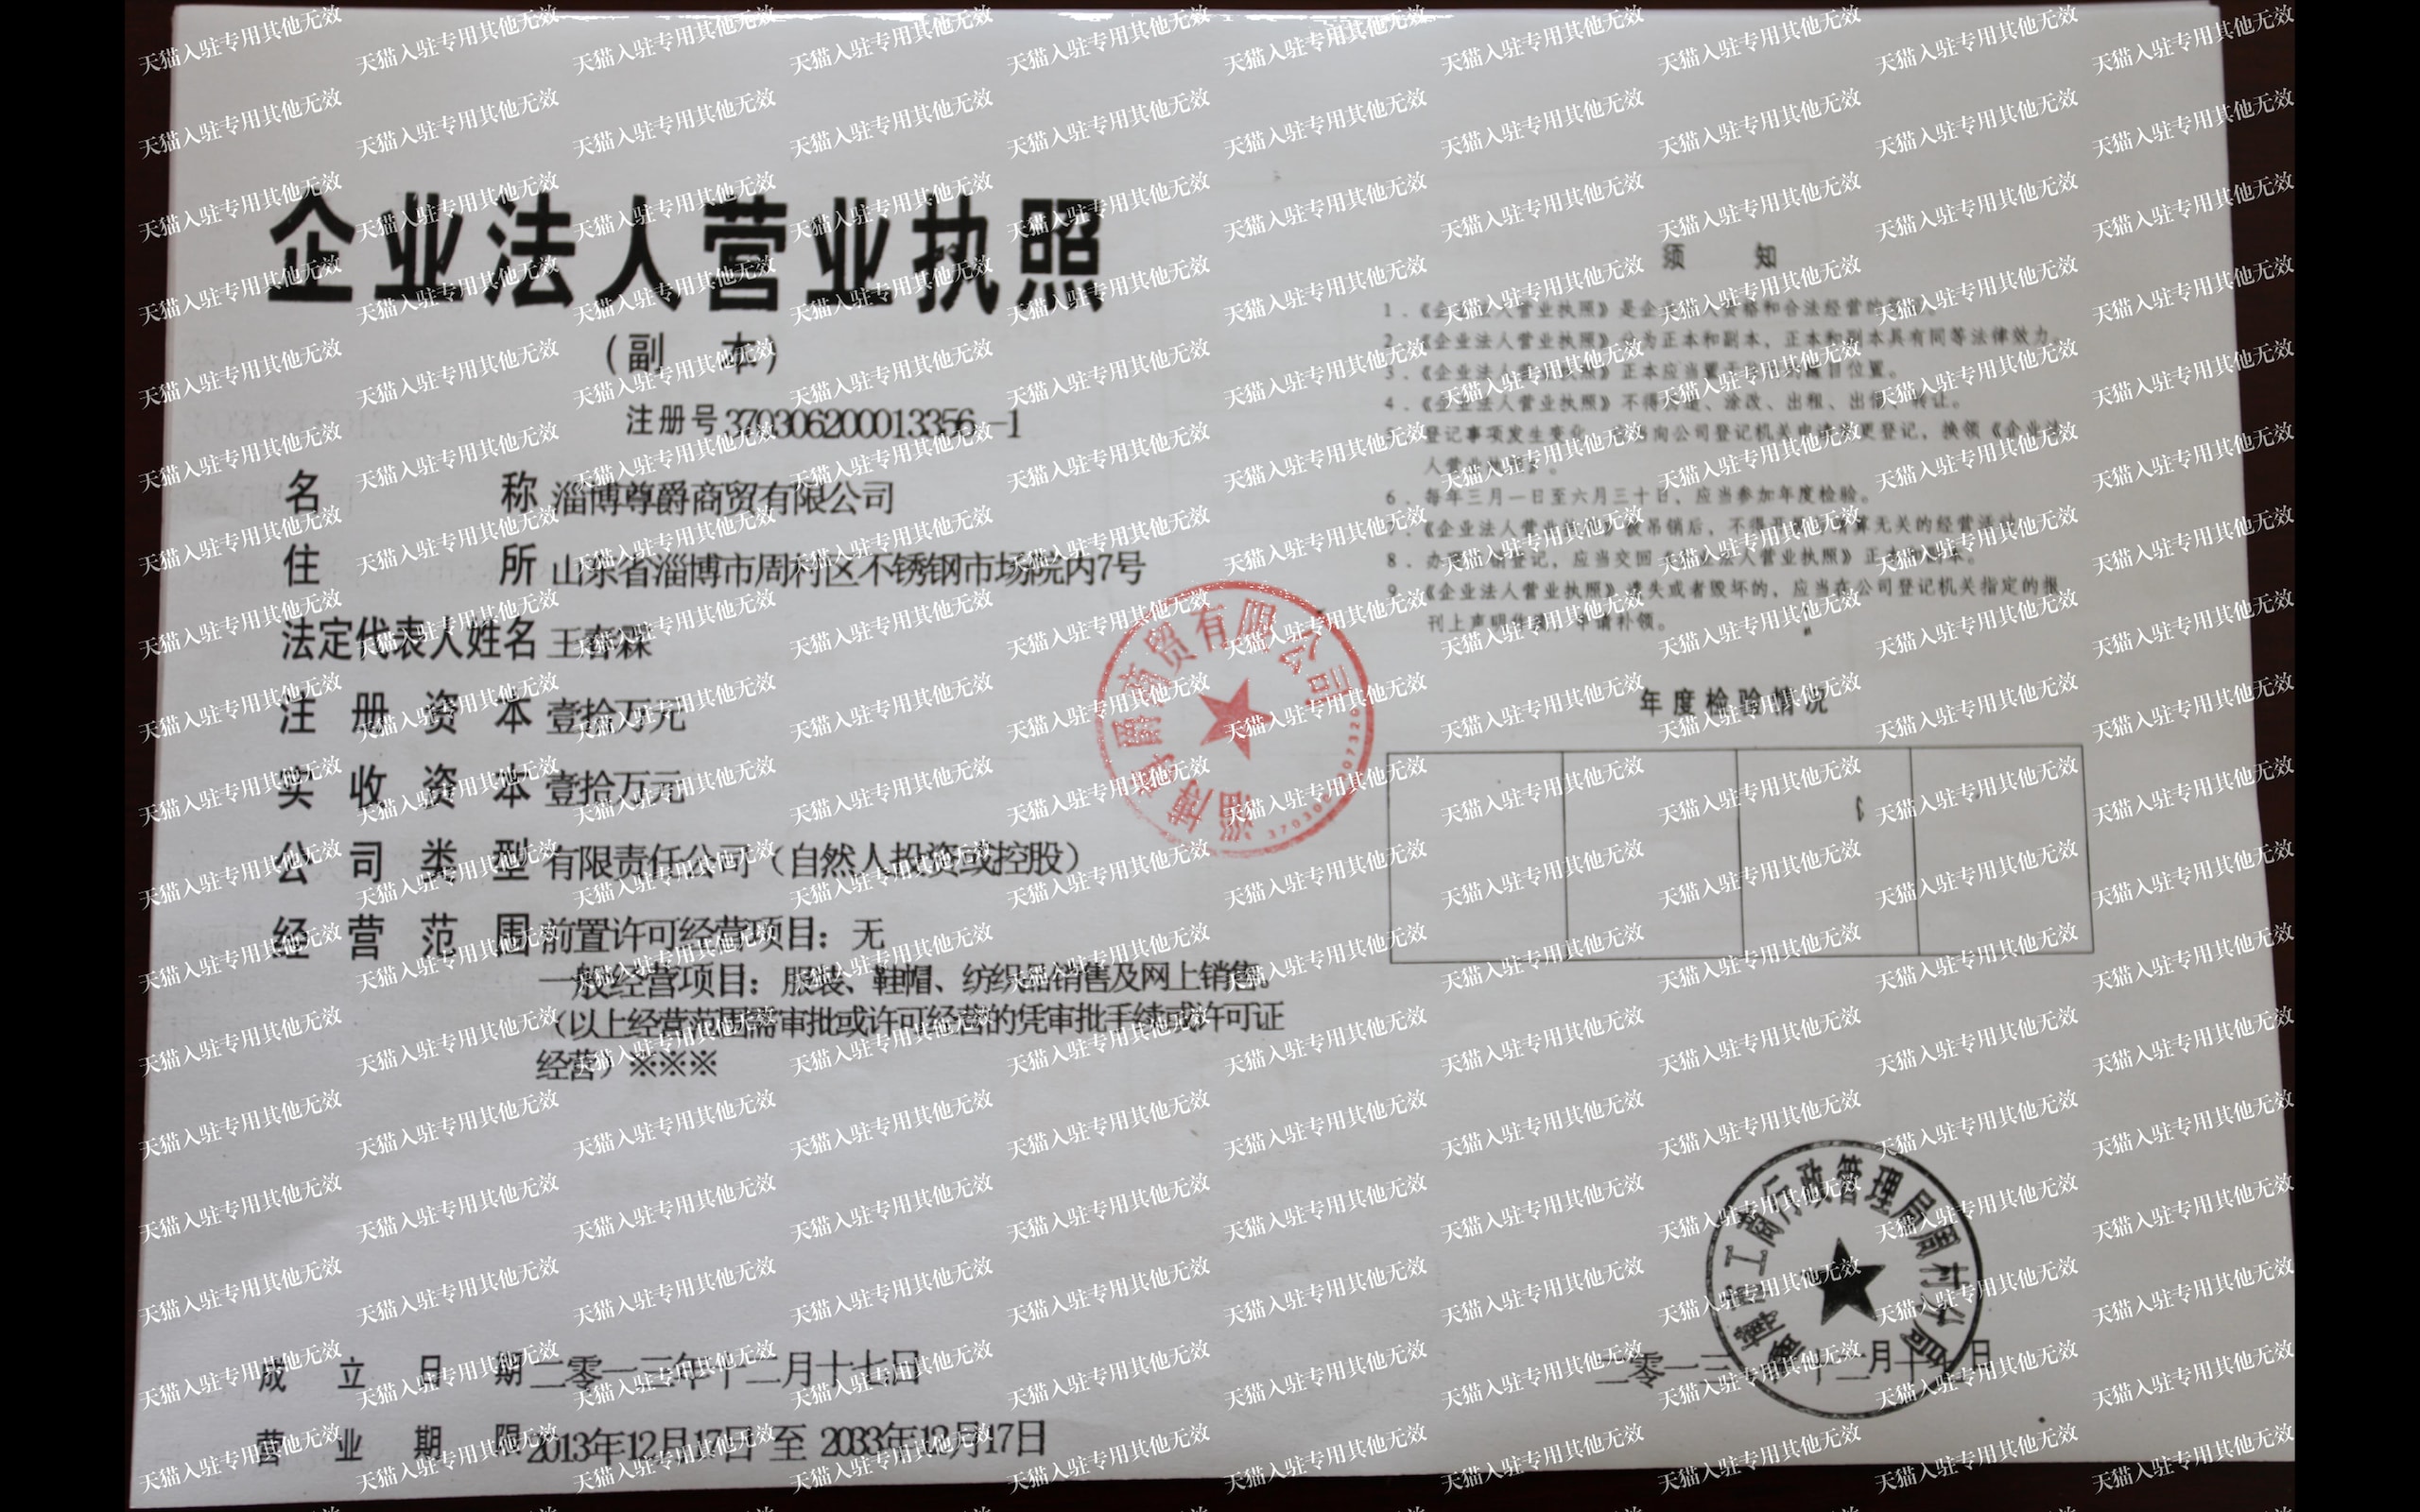 企业法人营业执照
（副 本）
注册号 370306200013356-1
名 称 淄博尊爵商贸有限公司
住 所 山东省淄博市周村区不锈钢市场院内7号
法定代表人姓名 王春霖
注册资本 壹拾万元
实收资本 壹拾万元
公司类型 有限责任公司（自然人投资或控股）
经营范围 前置许可经营项目：无
一般经营项目：服装、鞋帽、纺织品销售及网上销售。
（以上经营范围需审批或许可经营的凭审批手续或许可证
经营）※※※
成立日期 二零一三年十二月十七日
营业期限 2013年12月17日 至 2033年12月17日
淄博尊爵商贸有限公司
须 知
1．《企业法人营业执照》是企业法人资格和合法经营的
2．《企业法人营业执照》分为正本和副本，正本和副本具有同等法律效力。
3．《企业法人营业执照》正本应当置于 醒目位置。
4．《企业法人营业执照》不得伪造、涂改、出租、出借、转让。
5．登记事项发生变化，应当向公司登记机关申请变更登记，换领《企业法
人营业执照》。
6．每年三月一日至六月三十日，应当参加年度检验。
7．《企业法人营业执照》被吊销后，不得开展与清算无关的经营活动
8．办理注销登记，应当交回《企业法人营业执照》正本和副本。
9．《企业法人营业执照》遗失或者毁坏的，应当在公司登记机关指定的报
刊上声明作废，申请补领。
年度检验情况
淄博市工商行政管理局周村分局
二零一三 十二月十 日
天猫入驻专用其他无效